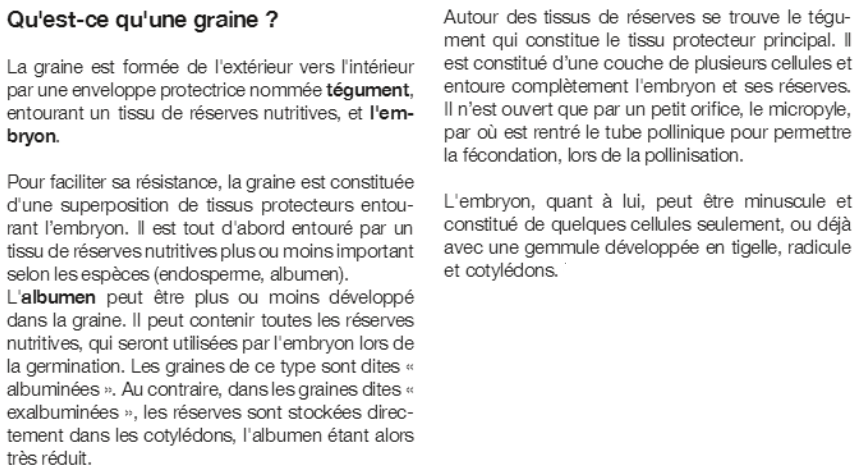 Qu'est-ce qu'une graine ?
La graine est formée de l'extérieur vers l'intérieur
par une enveloppe protectrice nommée tégument,
entourant un tissu de réserves nutritives, et l'em-
bryon.
Pour faciliter sa résistance, la graine est constituée
d'une superposition de tissus protecteurs entou-
rant l'embryon. Il est tout d'abord entouré par un
tissu de réserves nutritives plus ou moins important
selon les espèces (endosperme, albumen).
L'albumen peut être plus ou moins développé
dans la graine. Il peut contenir toutes les réserves
nutritives, qui seront utilisées par l'embryon lors de
la germination. Les graines de ce type sont dites «
albuminées ». Au contraire, dans les graines dites «
exalbuminées », les réserves sont stockées direc-
tement dans les cotylédons, l'albumen étant alors
très réduit.
Autour des tissus de réserves se trouve le tégu-
ment qui constitue le tissu protecteur principal. Il
est constitué d'une couche de plusieurs cellules et
entoure complètement l'embryon et ses réserves.
Il n'est ouvert que par un petit orifice, le micropyle,
par où est rentré le tube pollinique pour permettre
la fécondation, lors de la pollinisation.
L'embryon, quant à lui, peut être minuscule et
constitué de quelques cellules seulement, ou déjà
avec une gemmule développée en tigelle, radicule
et cotylédons.